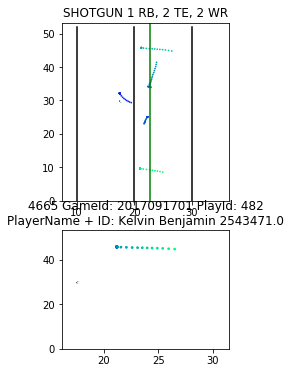 SHOTGUN 1 RB, 2 TE, 2 WR
50
40
30
20
10
0
10 20 30
4665 GameId: 2017091701 PlayId: 482
PlayerName + ID: Kelvin Benjamin 2543471.0
40
20
0
20 25 30